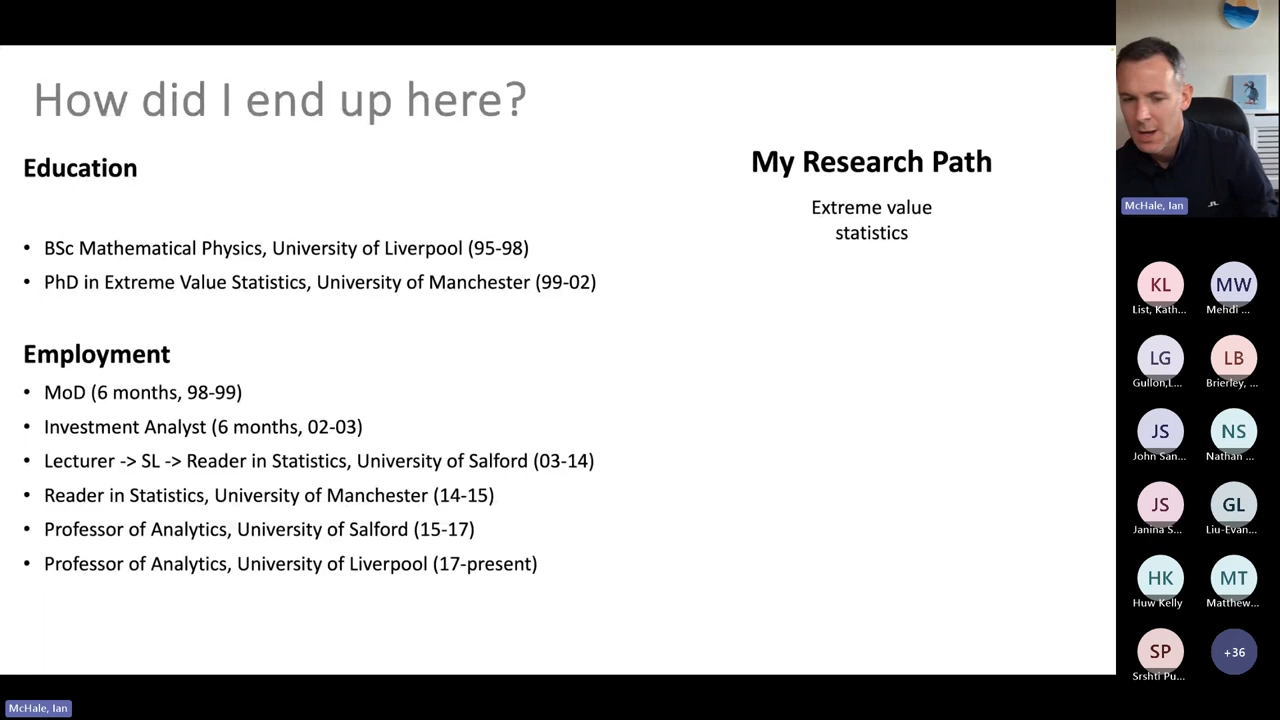 How did I end up here?
Education
• BSc Mathematical Physics, University of Liverpool (95-98)
• PhD in Extreme Value Statistics, University of Manchester (99-02)
Employment
• MoD (6 months, 98-99)
• Investment Analyst (6 months, 02-03)
• Lecturer -> SL -> Reader in Statistics, University of Salford (03-14)
• Reader in Statistics, University of Manchester (14-15)
• Professor of Analytics, University of Salford (15-17)
• Professor of Analytics, University of Liverpool (17-present)
My Research Path
Extreme value
statistics
McHale, Ian
KL
List, Kath...
MW
Mehdi ...
LG
Gullon,L...
LB
Brierley, ...
JS
John San...
NS
Nathan ...
JS
Janina S...
GL
Liu-Evan...
HK
Huw Kelly
MT
Matthew...
SP
Srshti Pu...
+36
McHale, Ian